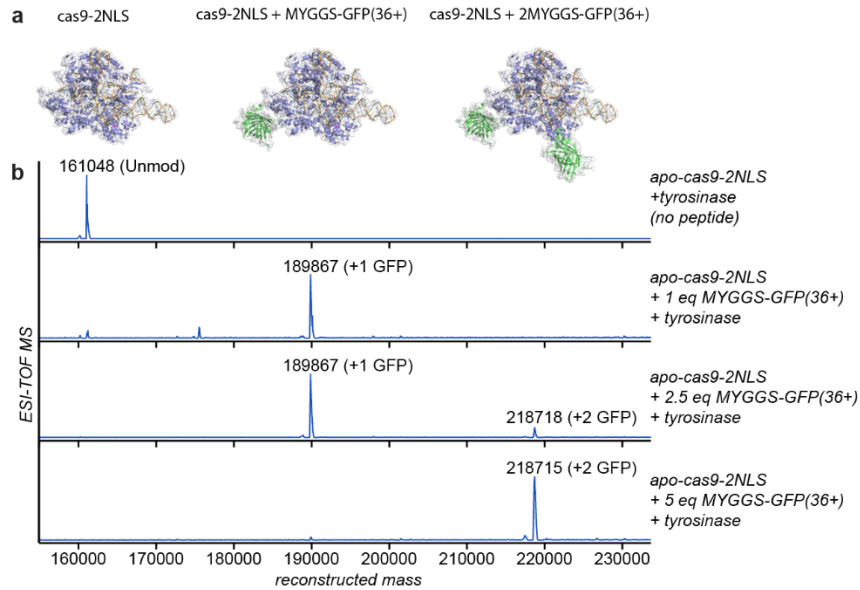 a
cas9-2NLS
cas9-2NLS + MYGGS-GFP(36+)
cas9-2NLS + 2MYGGS-GFP(36+)
b
161048 (Unmod)
apo-cas9-2NLS
+tyrosinase
(no peptide)
189867 (+1 GFP)
apo-cas9-2NLS
+ 1 eq MYGGS-GFP(36+)
+ tyrosinase
189867 (+1 GFP)
218718 (+2 GFP)
apo-cas9-2NLS
+ 2.5 eq MYGGS-GFP(36+)
+ tyrosinase
218715 (+2 GFP)
apo-cas9-2NLS
+ 5 eq MYGGS-GFP(36+)
+ tyrosinase
ESI-TOF MS
160000 170000 180000 190000 200000 210000 220000 230000
reconstructed mass